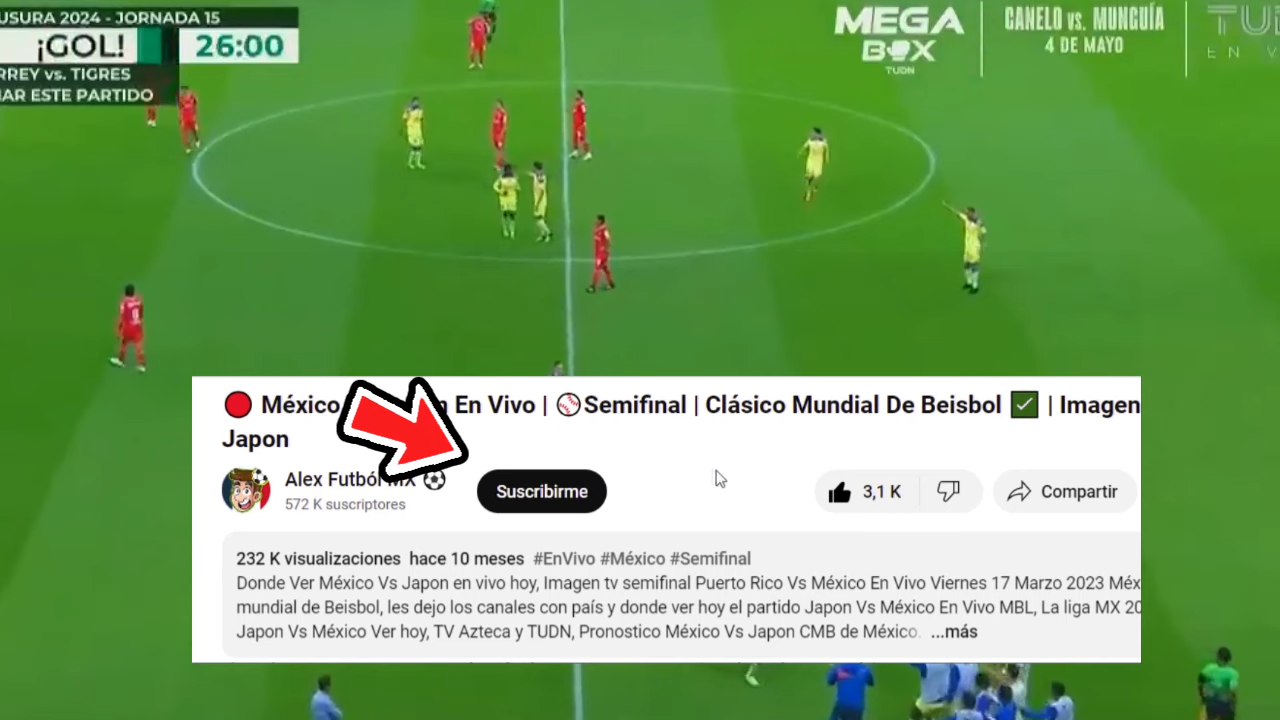 USURA 2024 - JORNADA 15
¡GOL!
26:00
RREY vs. TIGRES
AR ESTE PARTIDO
MEGA
BOX
TUDN
CANELO vs. MUNGUÍA
4 DE MAYO
TUD
EN V
México n En Vivo | Semifinal | Clásico Mundial De Beisbol | Imagen
Japon
Alex Futból MX
572 K suscriptores
Suscribirme
3,1 K
Compartir
232 K visualizaciones hace 10 meses #EnVivo #México #Semifinal
Donde Ver México Vs Japon en vivo hoy, Imagen tv semifinal Puerto Rico Vs México En Vivo Viernes 17 Marzo 2023 Méx
mundial de Beisbol, les dejo los canales con país y donde ver hoy el partido Japon Vs México En Vivo MBL, La liga MX 20
Japon Vs México Ver hoy, TV Azteca y TUDN, Pronostico México Vs Japon CMB de México. ...más